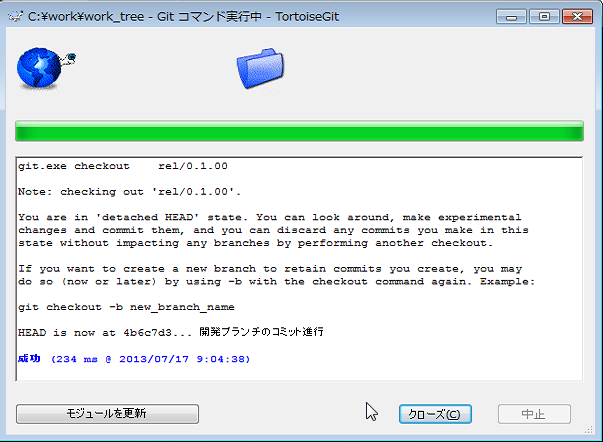 C:¥work¥work_tree - Git コマンド実行中 - TortoiseGit
git.exe checkout    rel/0.1.00
Note: checking out 'rel/0.1.00'.
You are in 'detached HEAD' state. You can look around, make experimental
changes and commit them, and you can discard any commits you make in this
state without impacting any branches by performing another checkout.
If you want to create a new branch to retain commits you create, you may
do so (now or later) by using -b with the checkout command again. Example:
git checkout -b new_branch_name
HEAD is now at 4b6c7d3... 開発ブランチのコミット進行
成功 (234 ms @ 2013/07/17 9:04:38)
モジュールを更新
クローズ(C)
中止